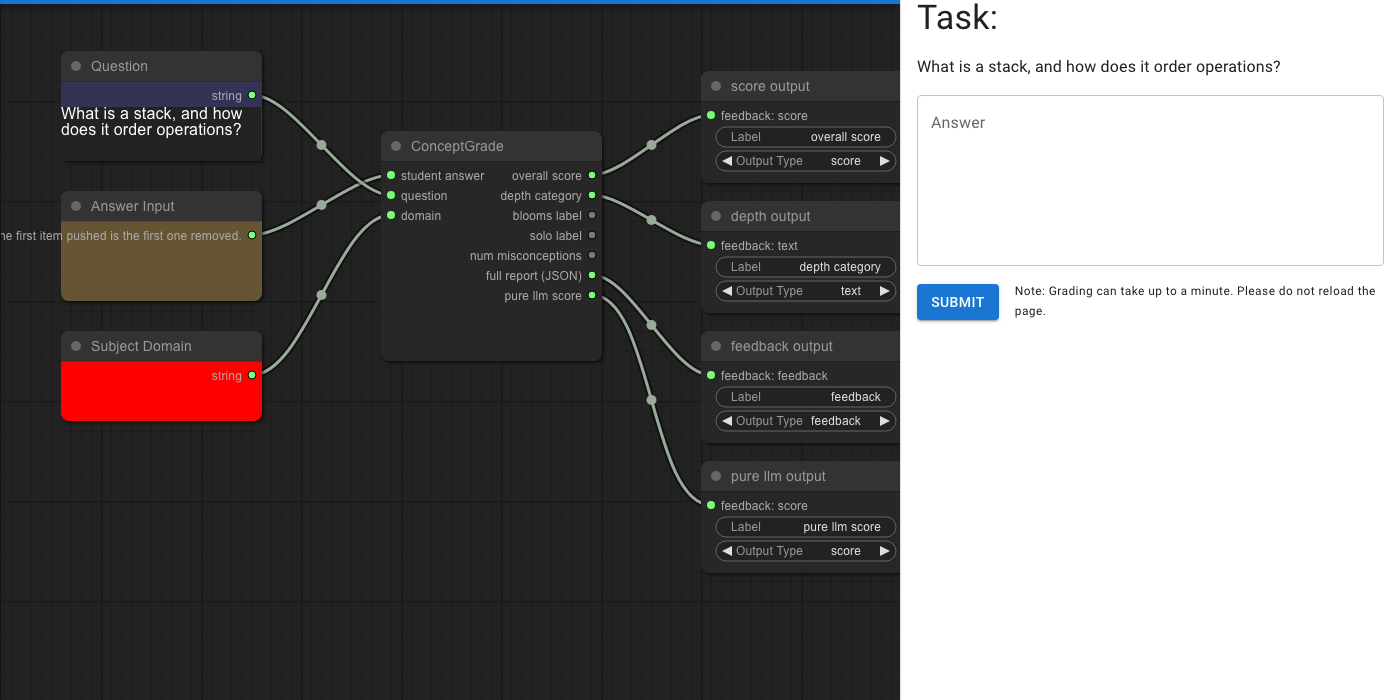 Question
string
What is a stack, and how
does it order operations?
Answer Input
first item pushed is the first one removed.
Subject Domain
string
ConceptGrade
student answer
question
domain
overall score
depth category
blooms label
solo label
num misconceptions
full report (JSON)
pure llm score
score output
feedback: score
Label overall score
◀ Output Type score ▶
depth output
feedback: text
Label depth category
◀ Output Type text ▶
feedback output
feedback: feedback
Label feedback
◀ Output Type feedback ▶
pure llm output
feedback: score
Label pure llm score
◀ Output Type score ▶
Task:
What is a stack, and how does it order operations?
Answer
SUBMIT
Note: Grading can take up to a minute. Please do not reload the
page.